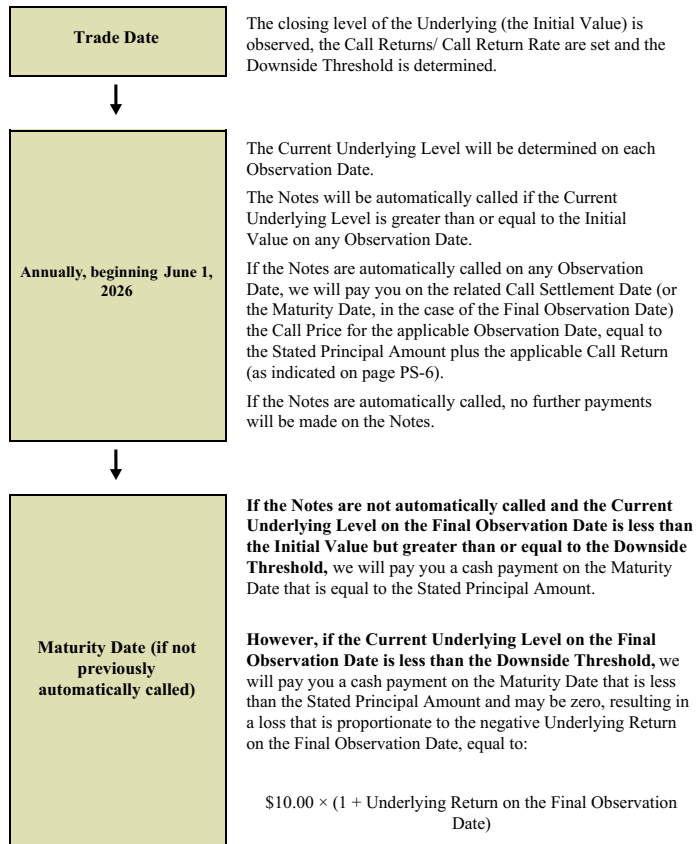 Trade Date
The closing level of the Underlying (the Initial Value) is
observed, the Call Returns/ Call Return Rate are set and the
Downside Threshold is determined.
Annually, beginning June 1,
2026
The Current Underlying Level will be determined on each
Observation Date.
The Notes will be automatically called if the Current
Underlying Level is greater than or equal to the Initial
Value on any Observation Date.
If the Notes are automatically called on any Observation
Date, we will pay you on the related Call Settlement Date (or
the Maturity Date, in the case of the Final Observation Date)
the Call Price for the applicable Observation Date, equal to
the Stated Principal Amount plus the applicable Call Return
(as indicated on page PS-6).
If the Notes are automatically called, no further payments
will be made on the Notes.
Maturity Date (if not
previously
automatically called)
If the Notes are not automatically called and the Current
Underlying Level on the Final Observation Date is less than
the Initial Value but greater than or equal to the Downside
Threshold, we will pay you a cash payment on the Maturity
Date that is equal to the Stated Principal Amount.
However, if the Current Underlying Level on the Final
Observation Date is less than the Downside Threshold, we
will pay you a cash payment on the Maturity Date that is less
than the Stated Principal Amount and may be zero, resulting in
a loss that is proportionate to the negative Underlying Return
on the Final Observation Date, equal to:
$10.00 × (1 + Underlying Return on the Final Observation
Date)